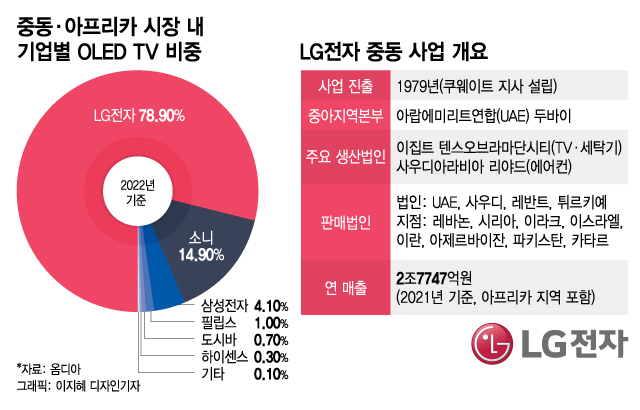 중동·아프리카 시장 내
기업별 OLED TV 비중
LG전자 78.90%
2022년
기준
소니
14.90%
삼성전자 4.10%
필립스 1.00%
도시바 0.70%
하이센스 0.30%
기타 0.10%
*자료: 옴디아
그래픽: 이지혜 디자인기자
LG전자 중동 사업 개요
사업 진출 1979년(쿠웨이트 지사 설립)
중아지역본부 아랍에미리트연합(UAE) 두바이
주요 생산법인 이집트 텐스오브라마단시티(TV·세탁기)
사우디아라비아 리야드(에어컨)
판매법인 법인: UAE, 사우디, 레반트, 튀르키예
지점: 레바논, 시리아, 이라크, 이스라엘,
이란, 아제르바이잔, 파키스탄, 카타르
연 매출 2조7747억원
(2021년 기준, 아프리카 지역 포함)
LG전자